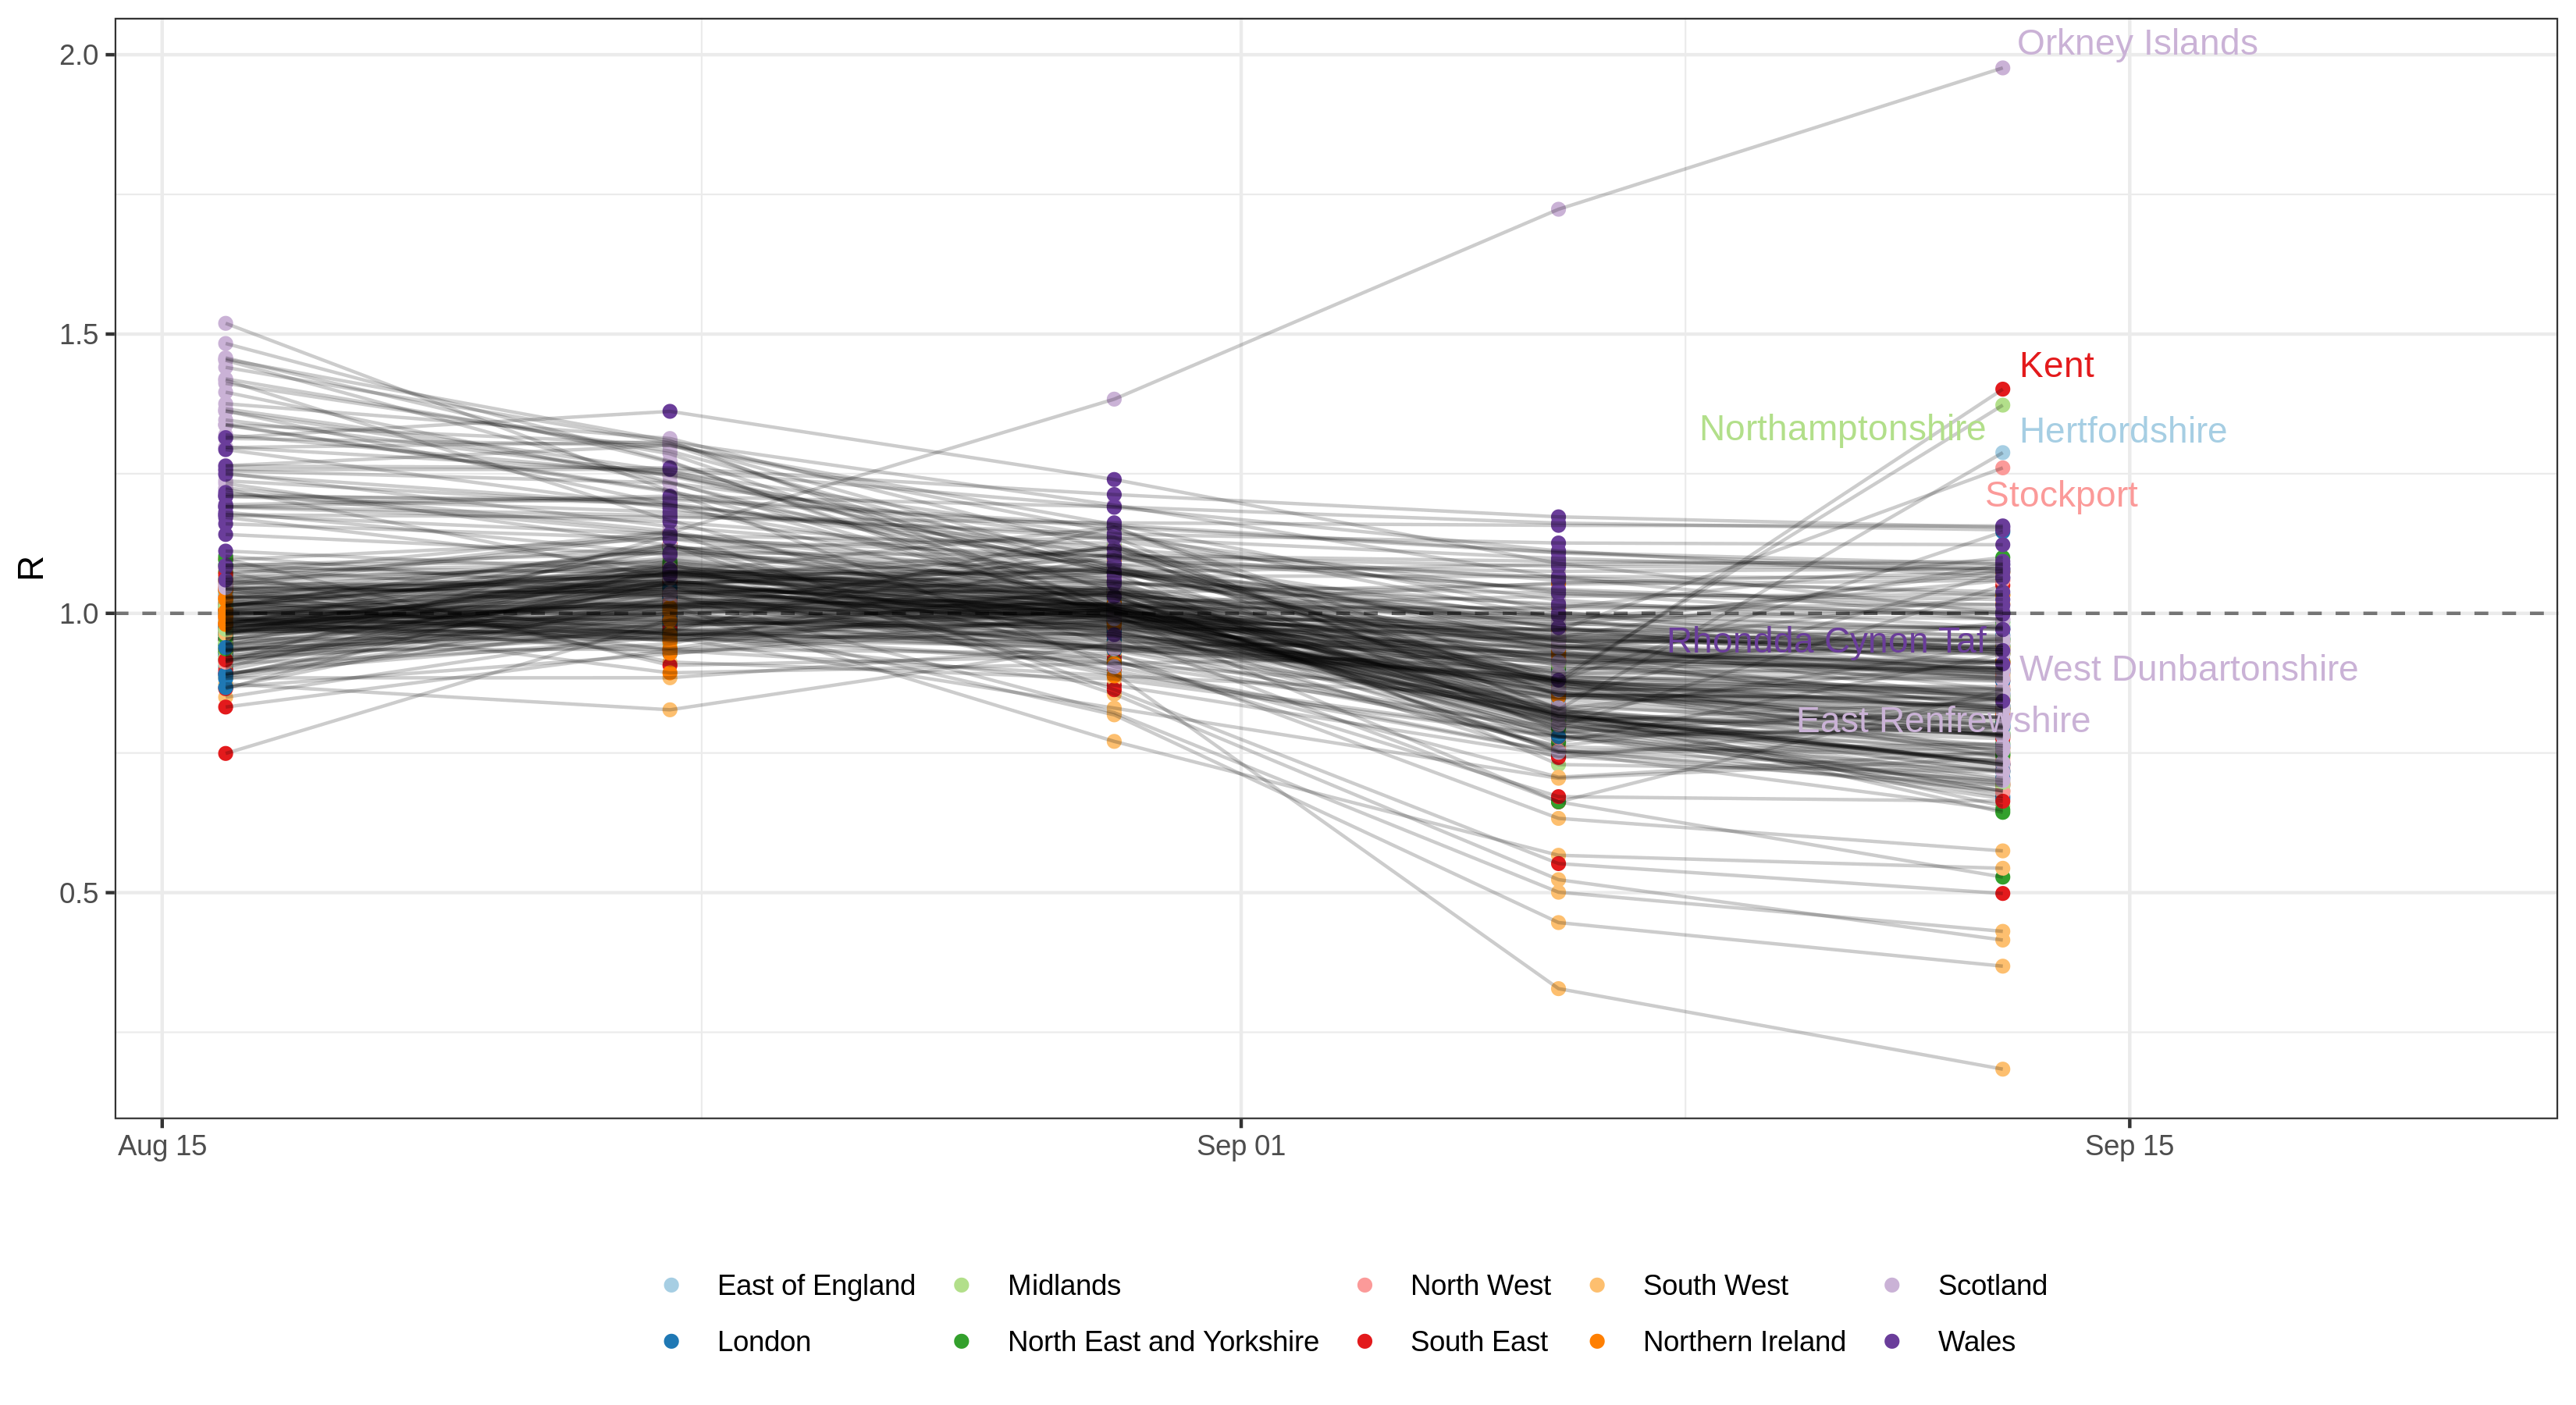 2.0
1.5
1.0
0.5
R
Orkney Islands
Kent
Northamptonshire
Hertfordshire
Stockport
Rhondda Cynon Taf
West Dunbartonshire
East Renfrewshire
Aug 15
Sep 01
Sep 15
East of England
Midlands
North West
South West
Scotland
London
North East and Yorkshire
South East
Northern Ireland
Wales